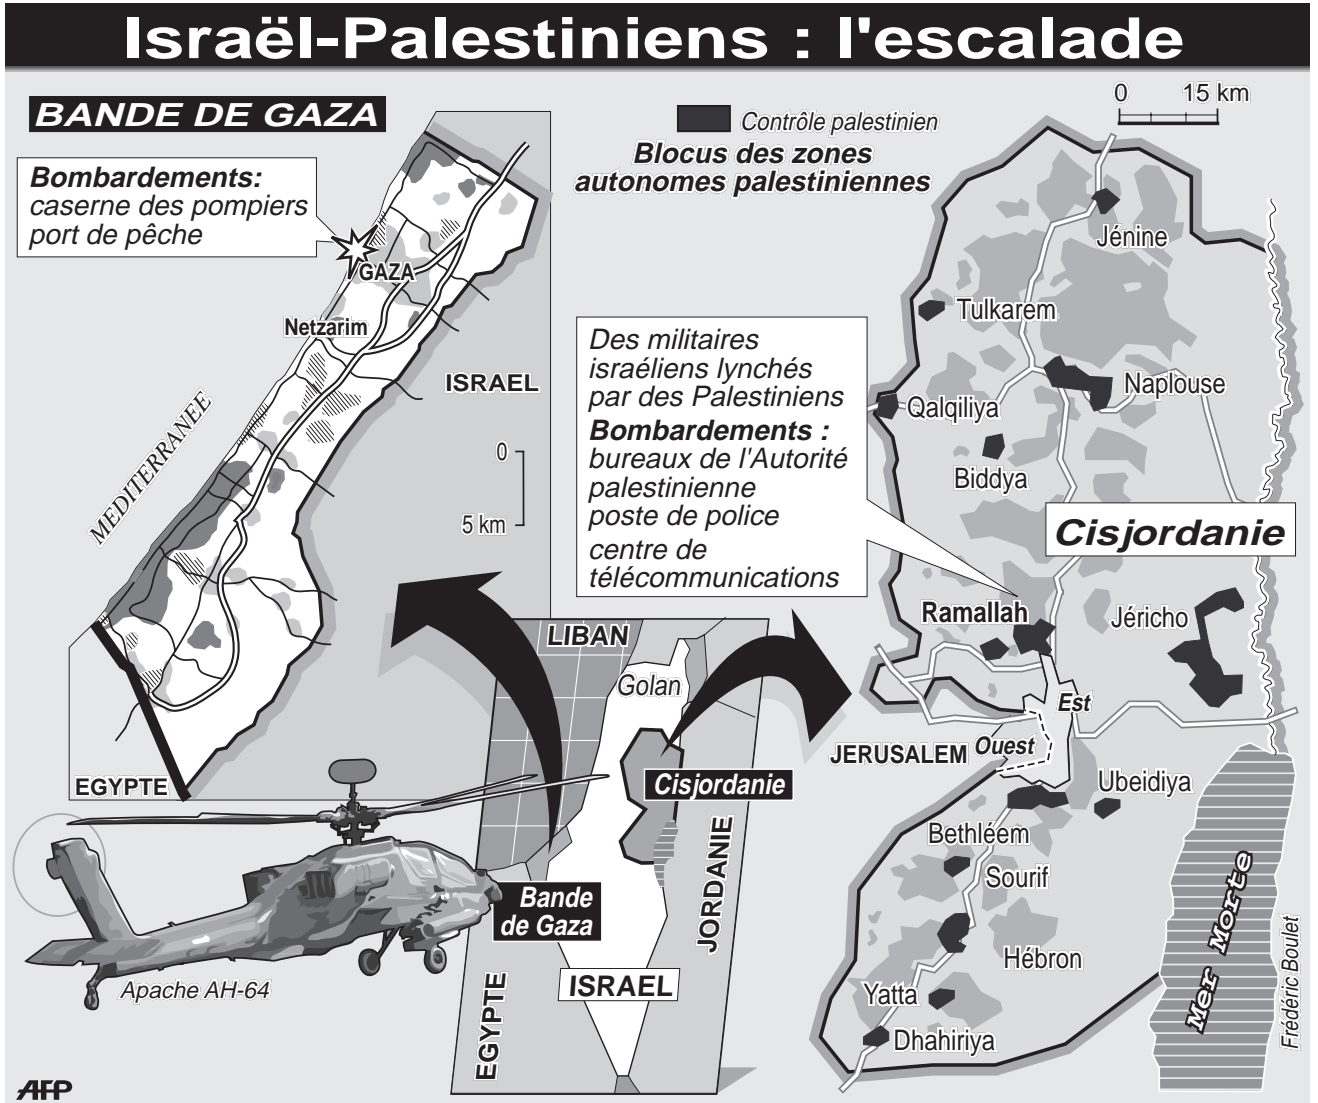 Israël-Palestiniens : l'escalade
BANDE DE GAZA
Bombardements:
caserne des pompiers
port de pêche
GAZA
Netzarim
MEDITERRANEE
ISRAEL
0
5 km
EGYPTE
Contrôle palestinien
Blocus des zones
autonomes palestiniennes
0 15 km
Des militaires
israéliens lynchés
par des Palestiniens
Bombardements :
bureaux de l'Autorité
palestinienne
poste de police
centre de
télécommunications
Jénine
Tulkarem
Naplouse
Qalqiliya
Biddya
Cisjordanie
Ramallah
Jéricho
Est
JERUSALEM Ouest
Ubeidiya
Bethléem
Sourif
Hébron
Yatta
Dhahiriya
Mer Morte
LIBAN
Golan
Cisjordanie
JORDANIE
Bande
de Gaza
ISRAEL
EGYPTE
Apache AH-64
AFP
Frédéric Boulet